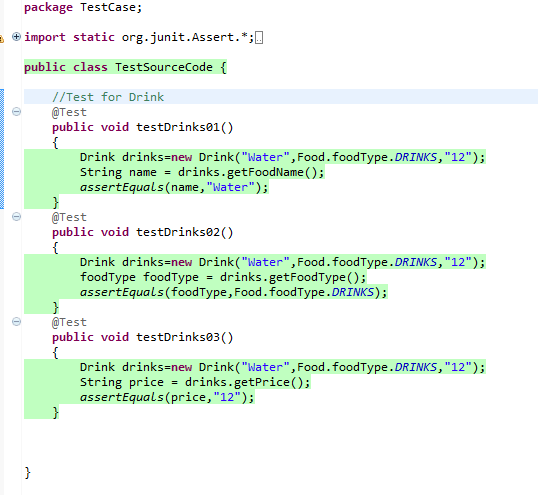 package TestCase;
import static org.junit.Assert.*;
public class TestSourceCode {
//Test for Drink
@Test
public void testDrinks01()
{
Drink drinks=new Drink("Water",Food.foodType.DRINKS,"12");
String name = drinks.getFoodName();
assertEquals(name,"Water");
}
@Test
public void testDrinks02()
{
Drink drinks=new Drink("Water",Food.foodType.DRINKS,"12");
foodType foodType = drinks.getFoodType();
assertEquals(foodType,Food.foodType.DRINKS);
}
@Test
public void testDrinks03()
{
Drink drinks=new Drink("Water",Food.foodType.DRINKS,"12");
String price = drinks.getPrice();
assertEquals(price,"12");
}
}